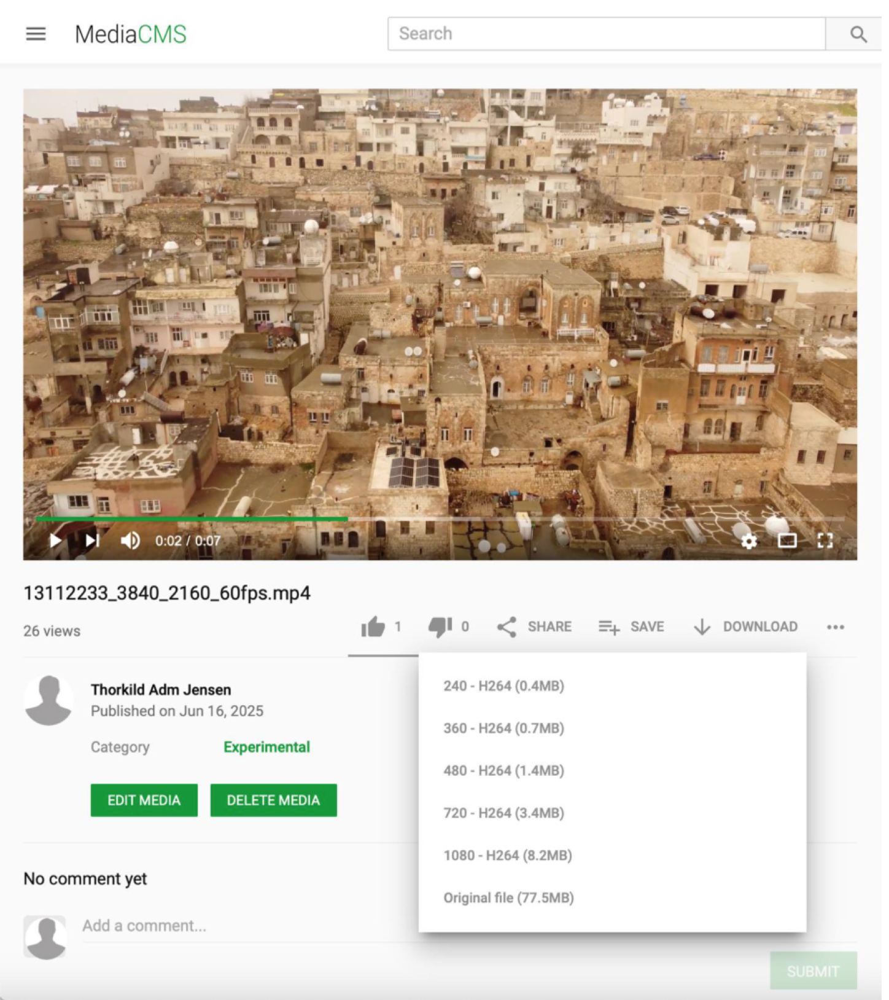 MediaCMS
Search
0:02 / 0:07
13112233_3840_2160_60fps.mp4
26 views
1
0
SHARE
SAVE
DOWNLOAD
Thorkild Adm Jensen
Published on Jun 16, 2025
Category
Experimental
EDIT MEDIA
DELETE MEDIA
240 - H264 (0.4MB)
360 - H264 (0.7MB)
480 - H264 (1.4MB)
720 - H264 (3.4MB)
1080 - H264 (8.2MB)
Original file (77.5MB)
No comment yet
Add a comment...
SUBMIT